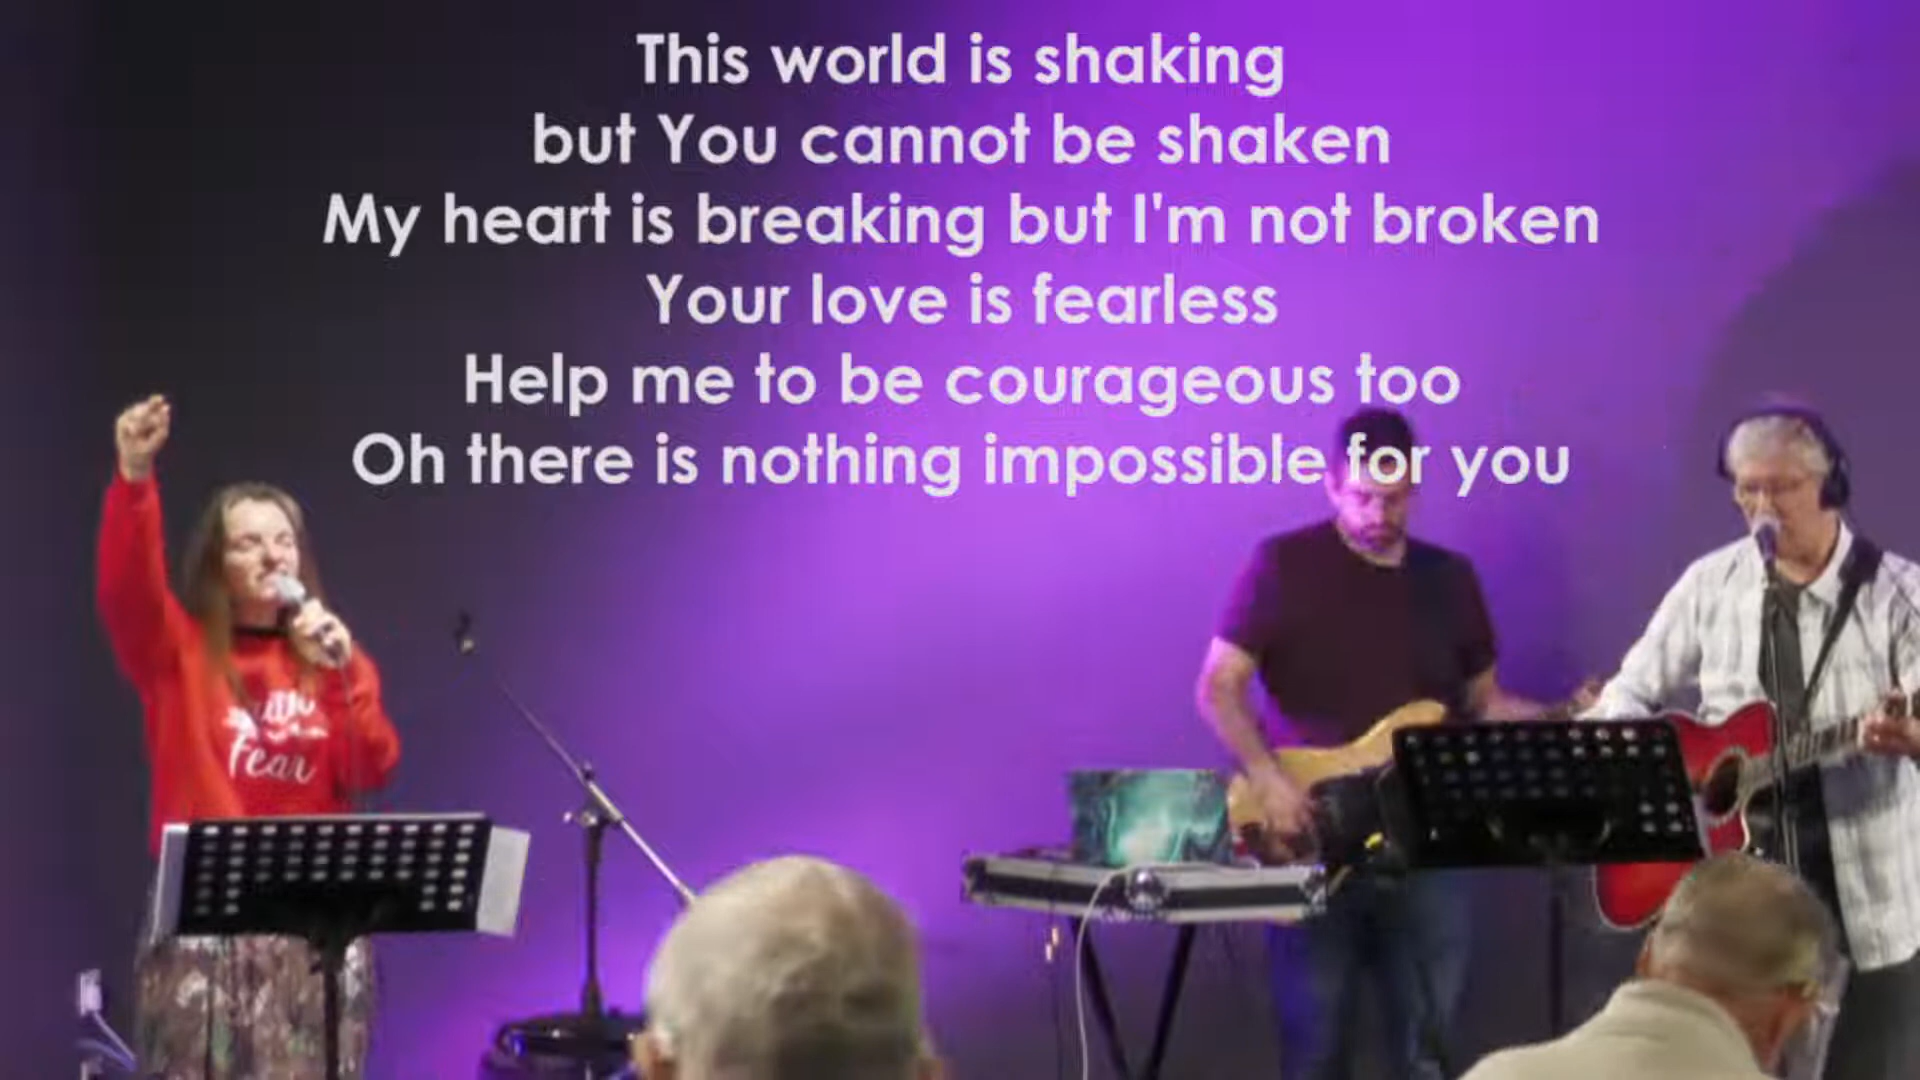 This world is shaking
but You cannot be shaken
My heart is breaking but I'm not broken
Your love is fearless
Help me to be courageous too
Oh there is nothing impossible for you
Fear